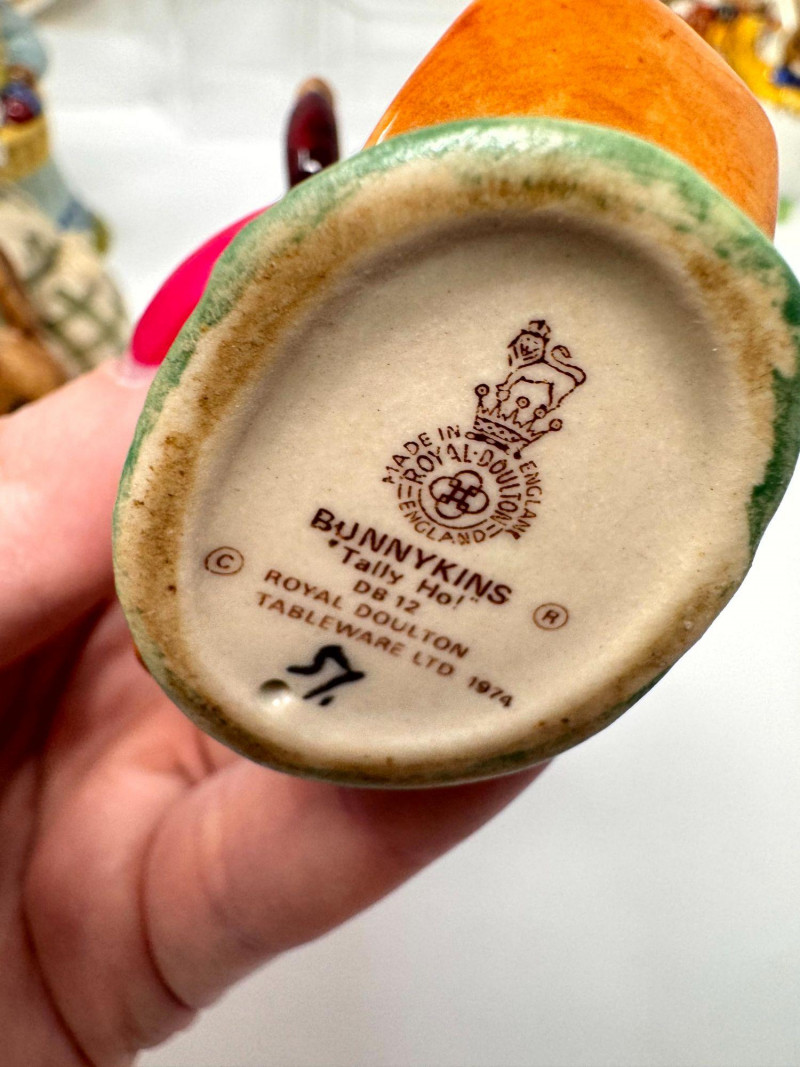 MADE IN ENGLAND
ROYAL·DOULTON
ENGLAND
BUNNYKINS
"Tally Ho!"
DB 12
© ®
ROYAL DOULTON
TABLEWARE LTD 1974